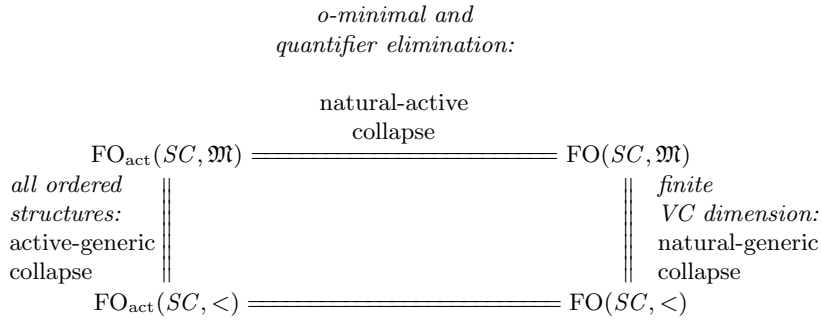 o-minimal and
quantifier elimination:
natural-active
collapse
FO_act(SC, 𝔐) FO(SC, 𝔐)
all ordered
structures:
active-generic
collapse
finite
VC dimension:
natural-generic
collapse
FO_act(SC, <) FO(SC, <)